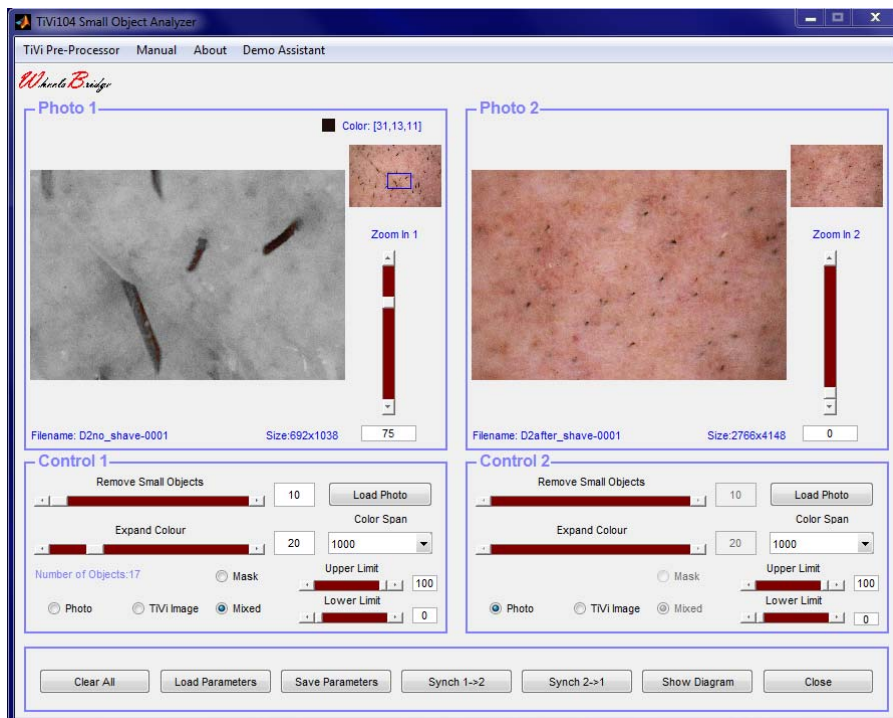 TiVi104 Small Object Analyzer
TiVi Pre-Processor Manual About Demo Assistant
WheelsBridge
Photo 1
Color: [31,13,11]
Zoom In 1
Filename: D2no_shave-0001 Size:692x1038 75
Photo 2
Zoom In 2
Filename: D2after_shave-0001 Size:2766x4148 0
Control 1
Remove Small Objects
10 Load Photo
Expand Colour Color Span
20 1000
Number of Objects:17 Mask Upper Limit 100
Photo TiVi Image Mixed Lower Limit 0
Control 2
Remove Small Objects
10 Load Photo
Expand Colour Color Span
20 1000
Mask Upper Limit 100
Photo TiVi Image Mixed Lower Limit 0
Clear All Load Parameters Save Parameters Synch 1->2 Synch 2->1 Show Diagram Close